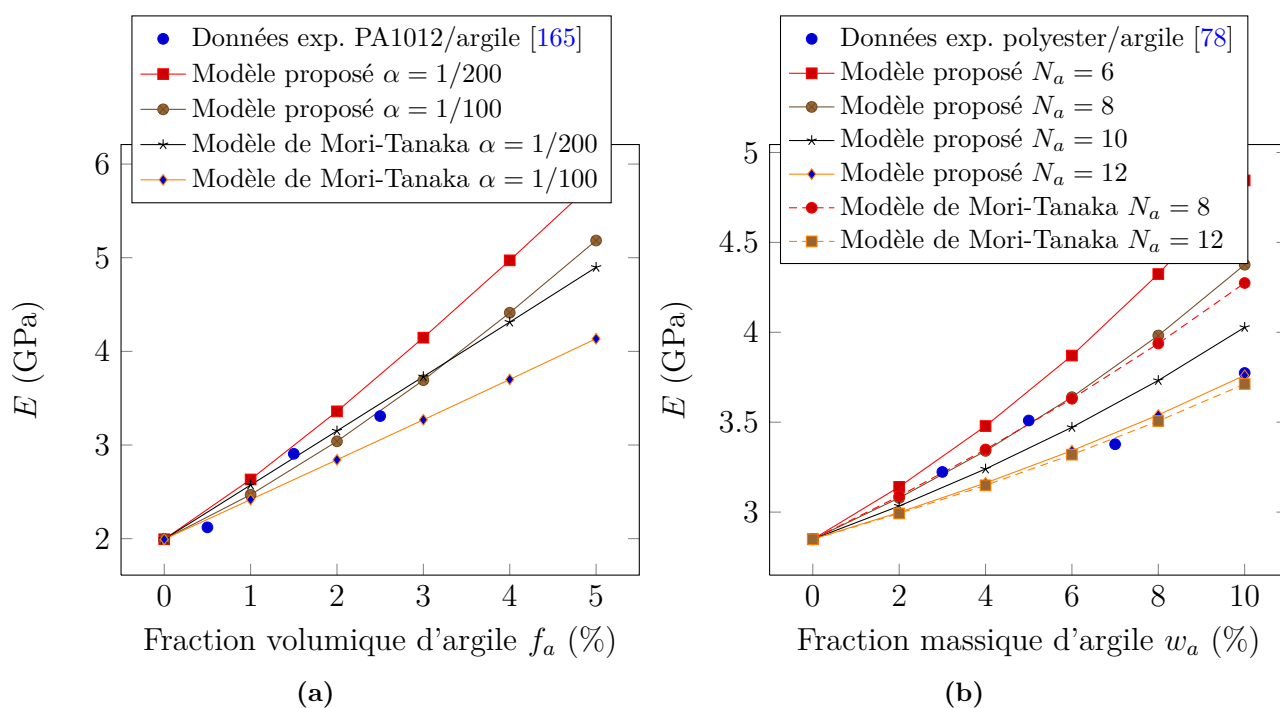 Données exp. PA1012/argile [165]
Modèle proposé α = 1/200
Modèle proposé α = 1/100
Modèle de Mori-Tanaka α = 1/200
Modèle de Mori-Tanaka α = 1/100
6
5
4
3
2
E (GPa)
0 1 2 3 4 5
Fraction volumique d'argile f_a (%)
(a)
Données exp. polyester/argile [78]
Modèle proposé N_a = 6
Modèle proposé N_a = 8
Modèle proposé N_a = 10
Modèle proposé N_a = 12
Modèle de Mori-Tanaka N_a = 8
Modèle de Mori-Tanaka N_a = 12
5
4.5
4
3.5
3
E (GPa)
0 2 4 6 8 10
Fraction massique d'argile w_a (%)
(b)